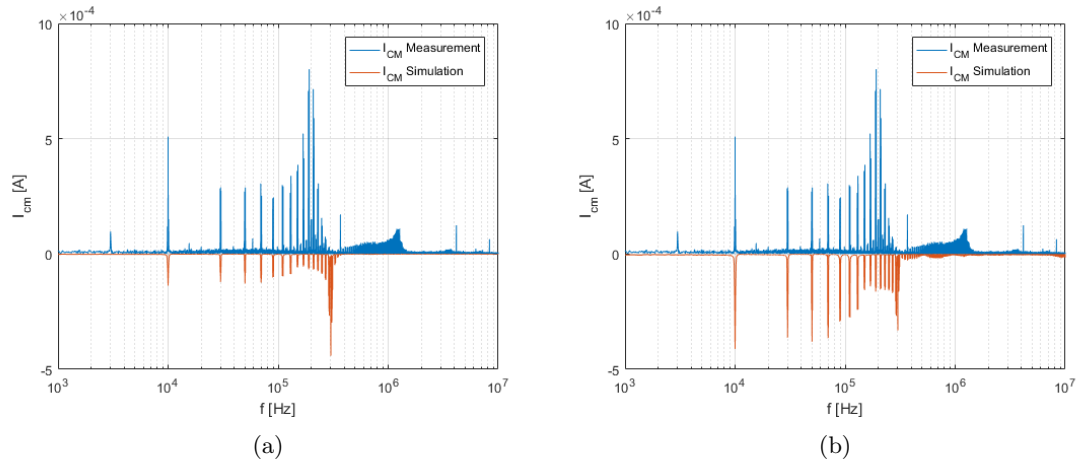 ×10⁻⁴
10
5
0
-5
I_cm [A]
10³ 10⁴ 10⁵ 10⁶ 10⁷
f [Hz]
I_CM Measurement
I_CM Simulation
(a)
×10⁻⁴
10
5
0
-5
I_cm [A]
10³ 10⁴ 10⁵ 10⁶ 10⁷
f [Hz]
I_CM Measurement
I_CM Simulation
(b)